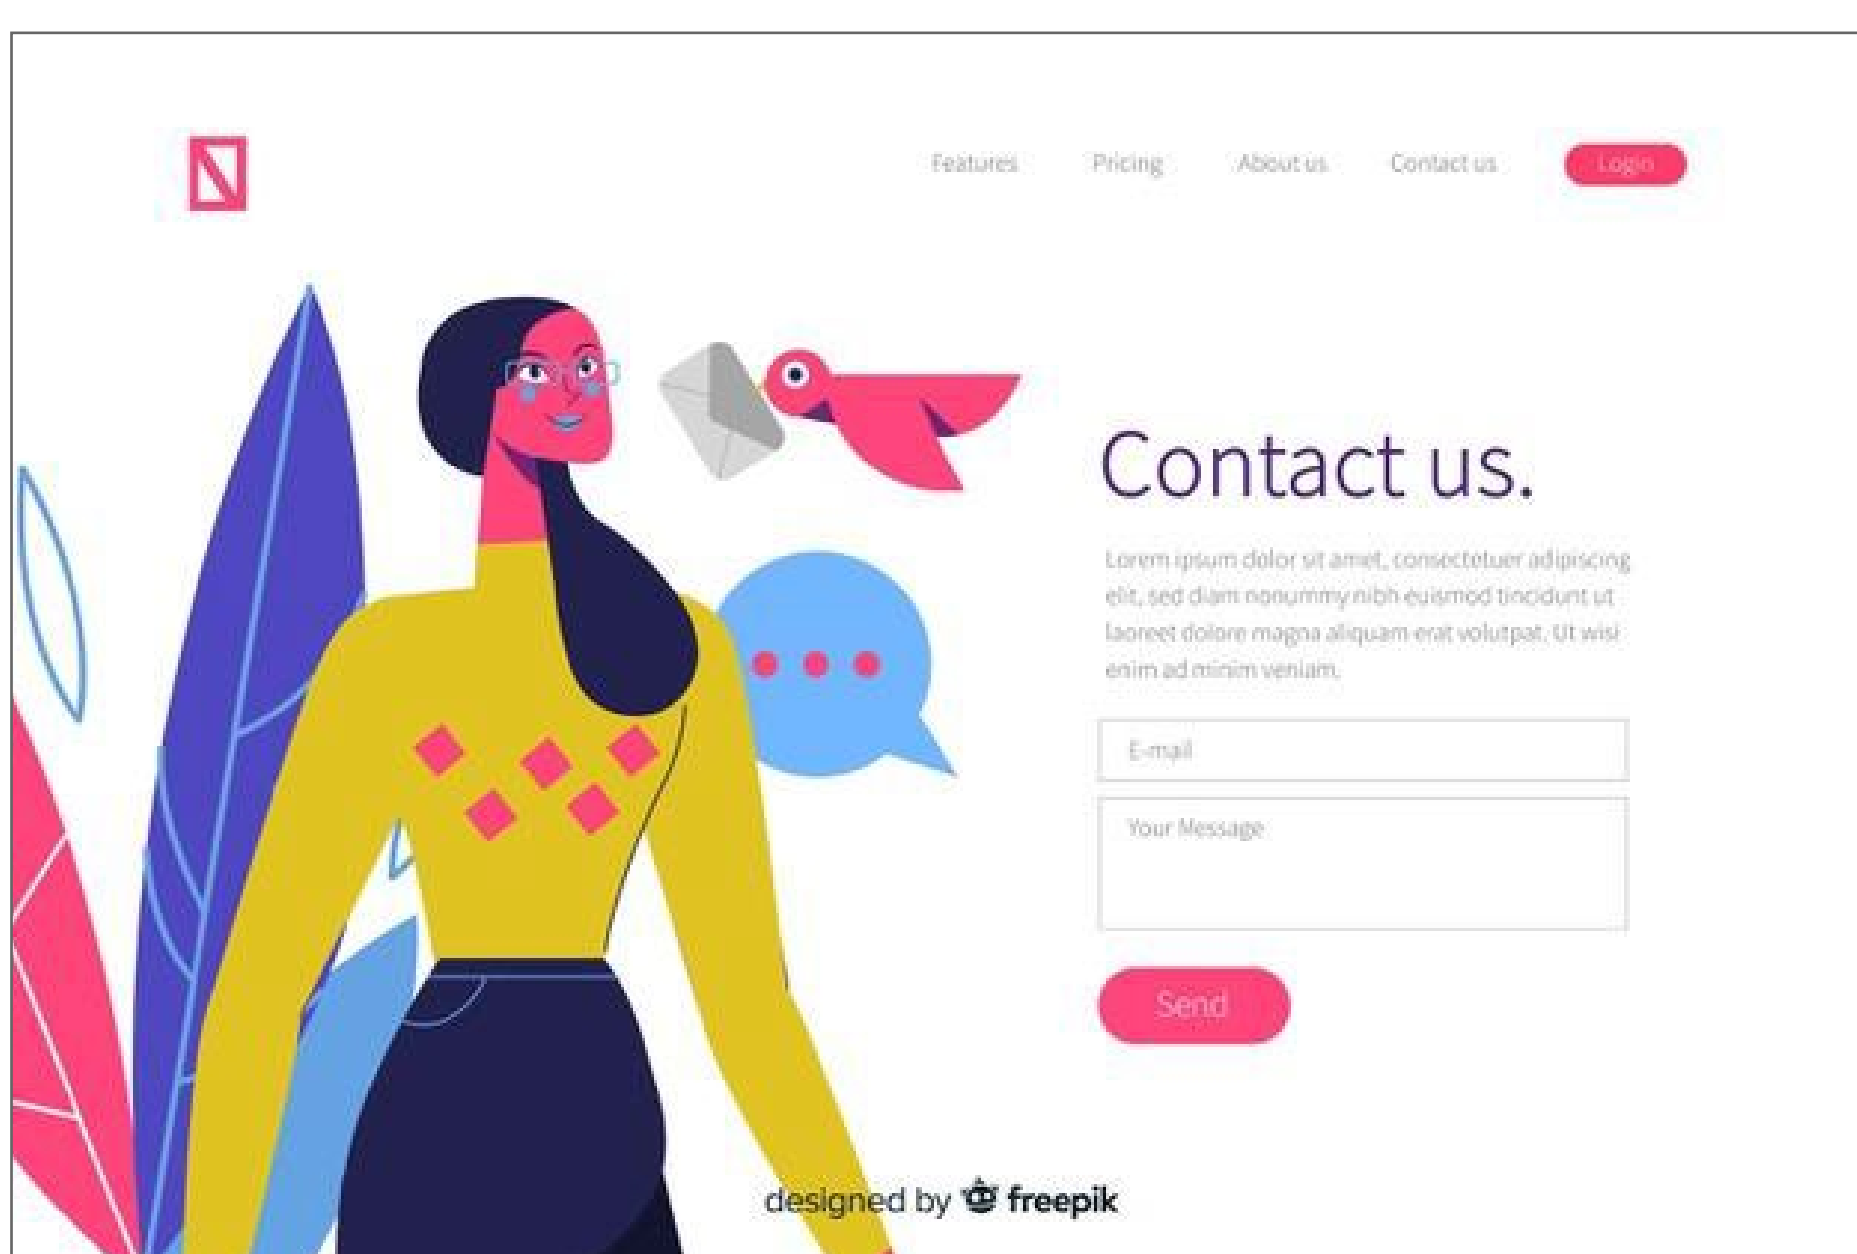 N
Features Pricing About us Contact us Login
Contact us.
Lorem ipsum dolor sit amet, consectetuer adipiscing
elit, sed diam nonummy nibh euismod tincidunt ut
laoreet dolore magna aliquam erat volutpat. Ut wisi
enim ad minim veniam.
E-mail
Your Message
Send
designed by freepik